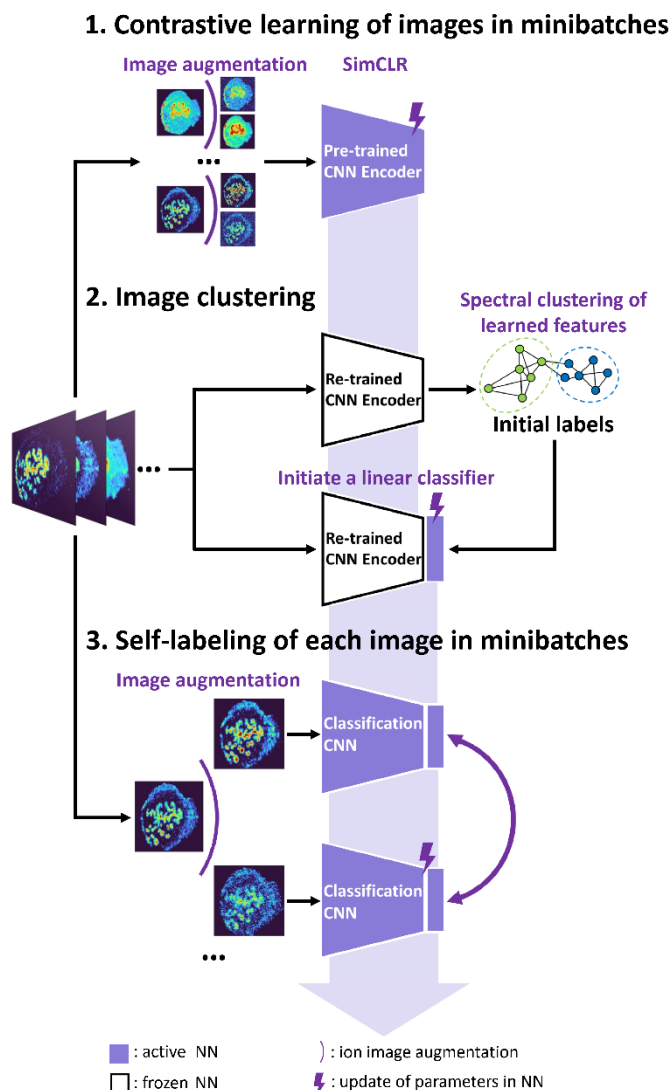 1. Contrastive learning of images in minibatches
Image augmentation
SimCLR
Pre-trained
CNN Encoder
...
2. Image clustering
Spectral clustering of
learned features
Re-trained
CNN Encoder
Initial labels
...
Initiate a linear classifier
Re-trained
CNN Encoder
3. Self-labeling of each image in minibatches
Image augmentation
Classification
CNN
Classification
CNN
...
: active NN
: ion image augmentation
: frozen NN
: update of parameters in NN